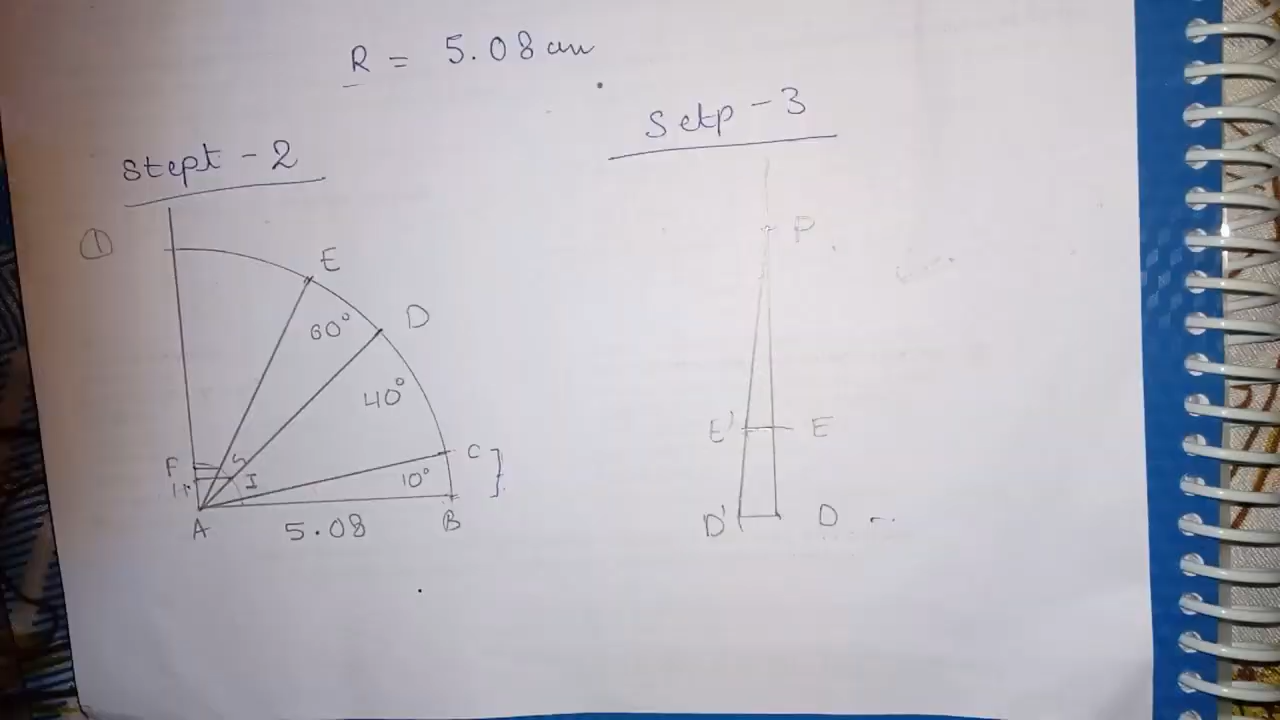 R = 5.08 cm
Setp - 3
Stept - 2
1
P
E
60°
D
40°
E' E
F
I
C
10°
A
5.08
B
D' D